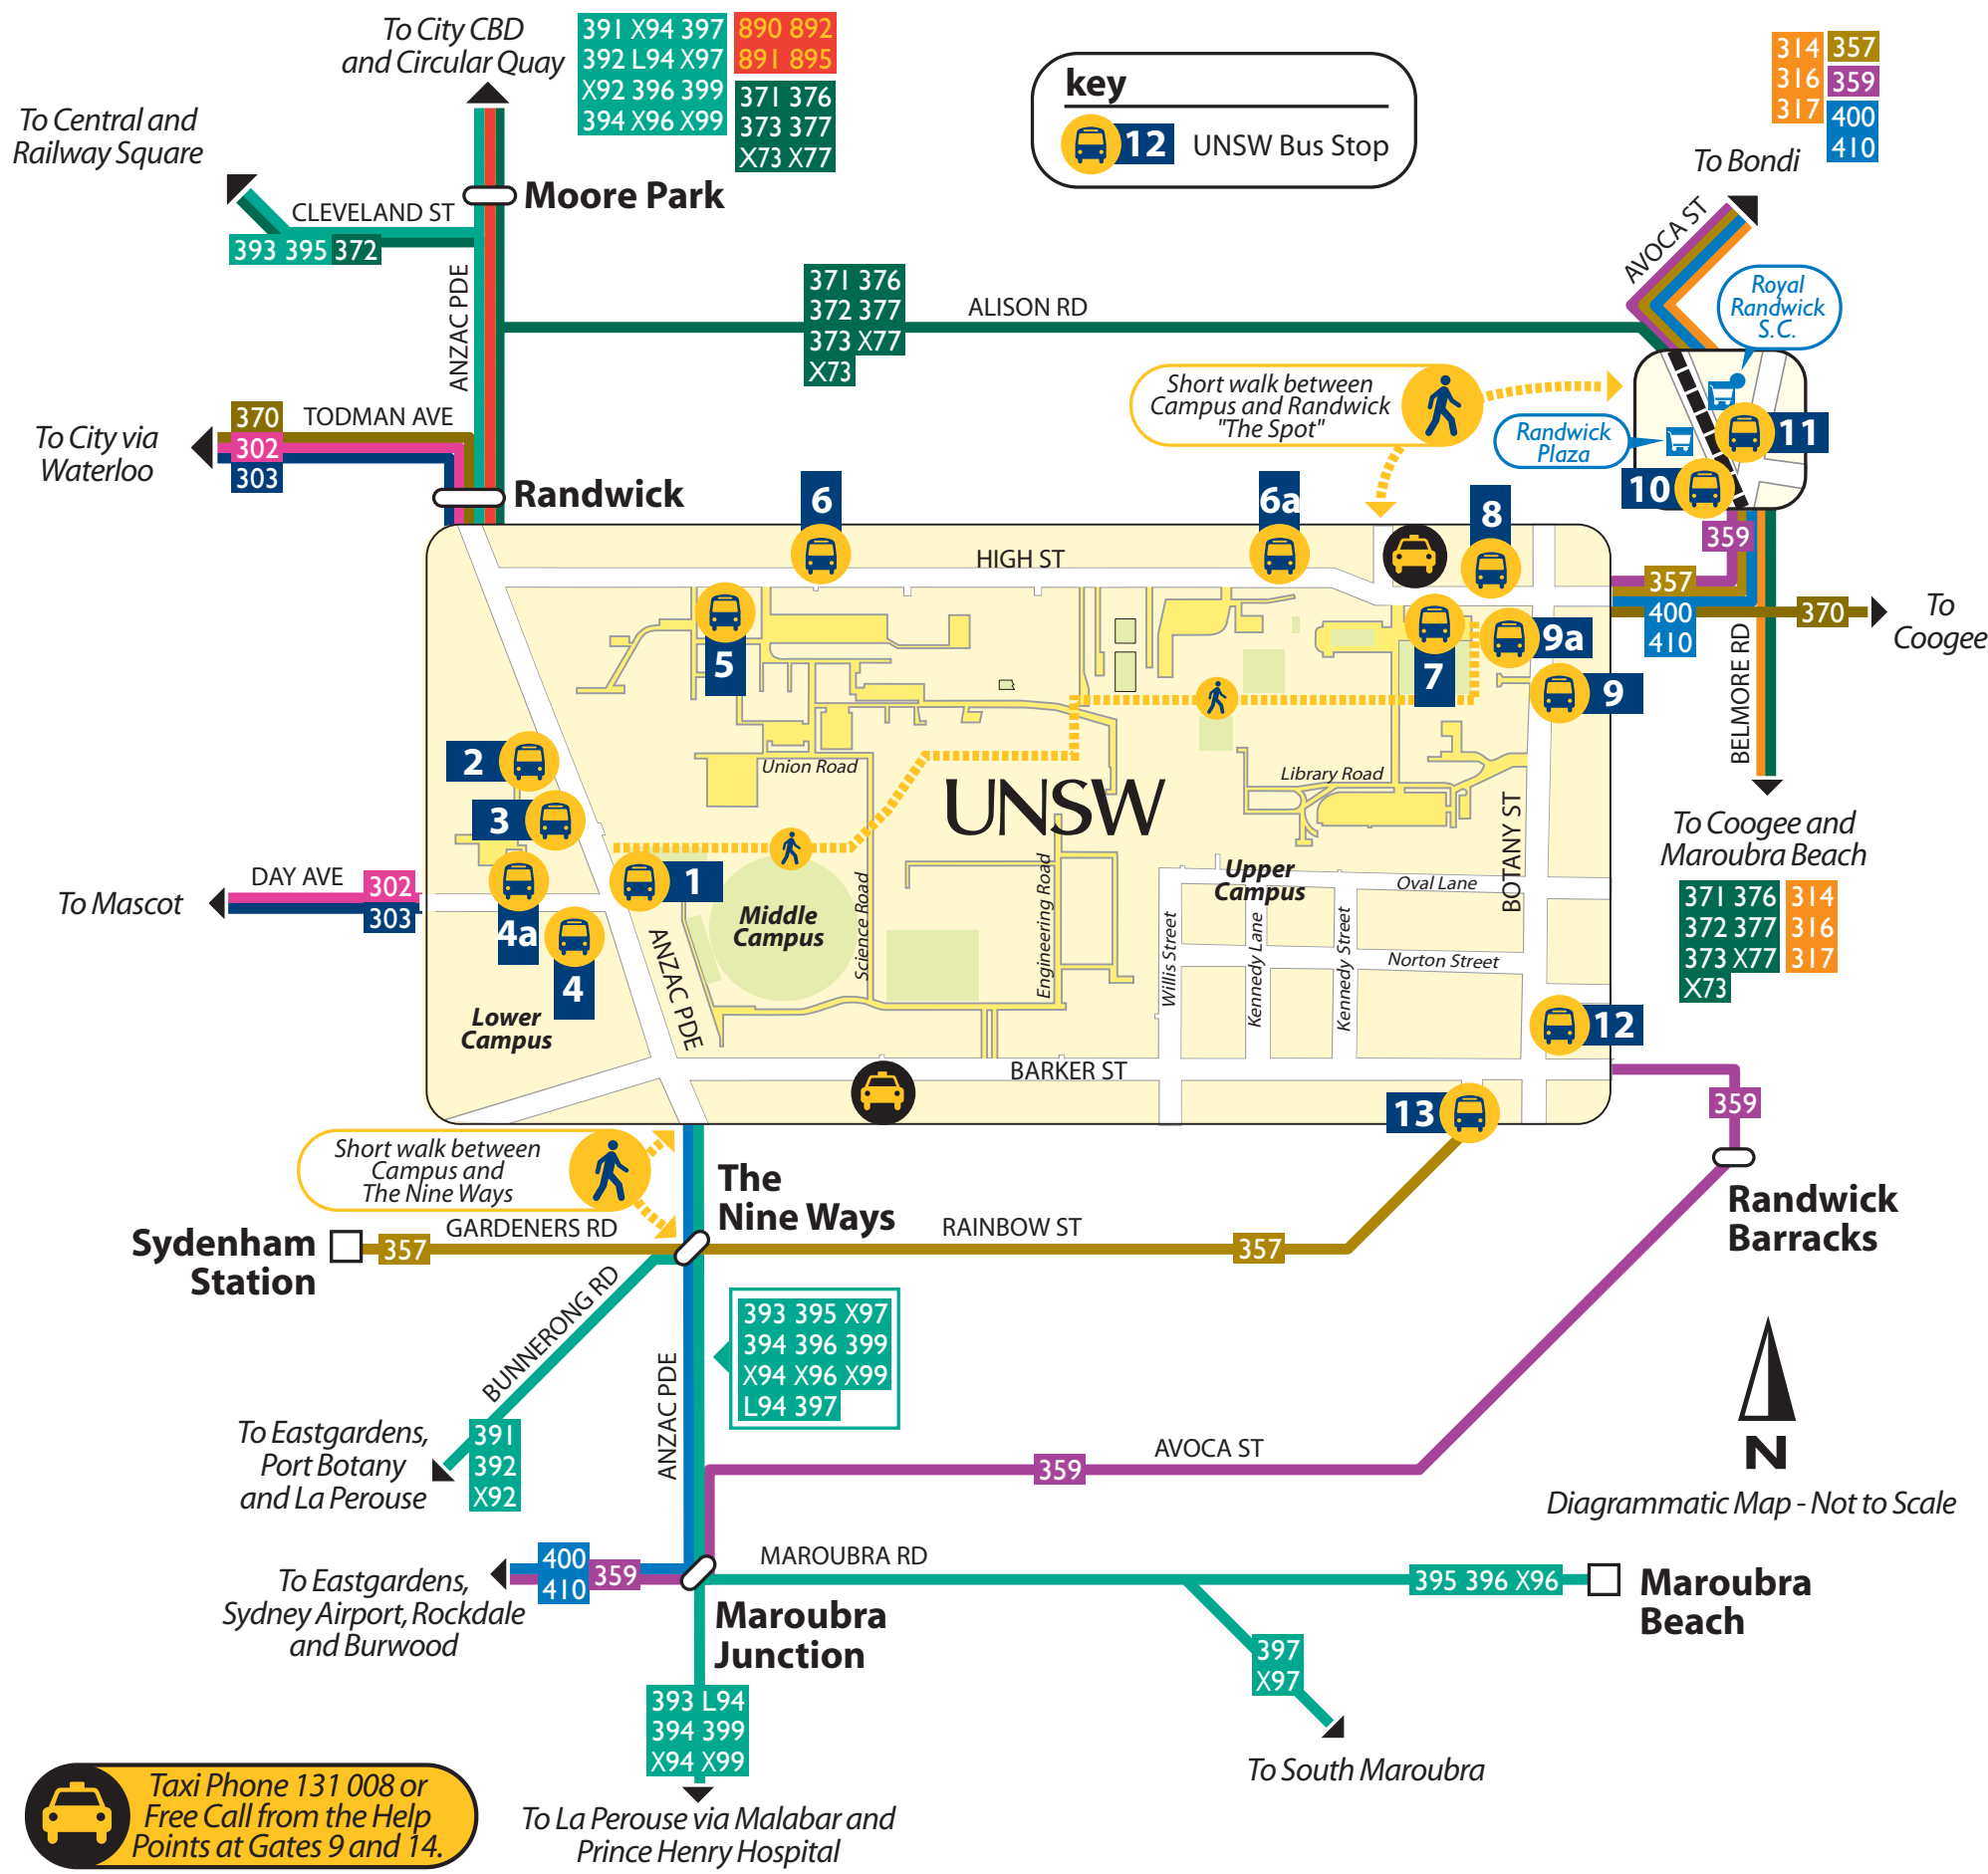 To City CBD
and Circular Quay
391 X94 397
392 L94 X97
X92 396 399
394 X96 X99
890 892
891 895
371 376
373 377
X73 X77
key
12 UNSW Bus Stop
314
316
317
357
359
400
410
To Bondi
To Central and
Railway Square
CLEVELAND ST
393 395 372
Moore Park
ANZAC PDE
AVOCA ST
Royal
Randwick
S.C.
371 376
372 377
373 X77
X73
ALISON RD
Short walk between
Campus and Randwick
"The Spot"
Randwick
Plaza
11
10
To City via
Waterloo
370
302
303
TODMAN AVE
Randwick
6
6a
8
HIGH ST
359
357
400
410
370
To
Coogee
BELMORE RD
5
7
9a
9
2
3
Union Road
UNSW
Library Road
BOTANY ST
To Coogee and
Maroubra Beach
371 376
372 377
373 X77
X73
314
316
317
To Mascot
DAY AVE
302
303
1
4a
4
Middle
Campus
Science Road
Engineering Road
Upper
Campus
Oval Lane
Norton Street
Willis Street
Kennedy Lane
Kennedy Street
ANZAC PDE
Lower
Campus
12
BARKER ST
13
359
Randwick
Barracks
Short walk between
Campus and
The Nine Ways
The
Nine Ways
Sydenham
Station
357
GARDENERS RD
RAINBOW ST
357
BUNNERONG RD
393 395 X97
394 396 399
X94 X96 X99
L94 397
ANZAC PDE
To Eastgardens,
Port Botany
and La Perouse
391
392
X92
359
AVOCA ST
N
Diagrammatic Map - Not to Scale
To Eastgardens,
Sydney Airport, Rockdale
and Burwood
400
410
359
MAROUBRA RD
395 396 X96
Maroubra
Beach
Maroubra
Junction
397
X97
To South Maroubra
393 L94
394 399
X94 X99
To La Perouse via Malabar and
Prince Henry Hospital
Taxi Phone 131 008 or
Free Call from the Help
Points at Gates 9 and 14.